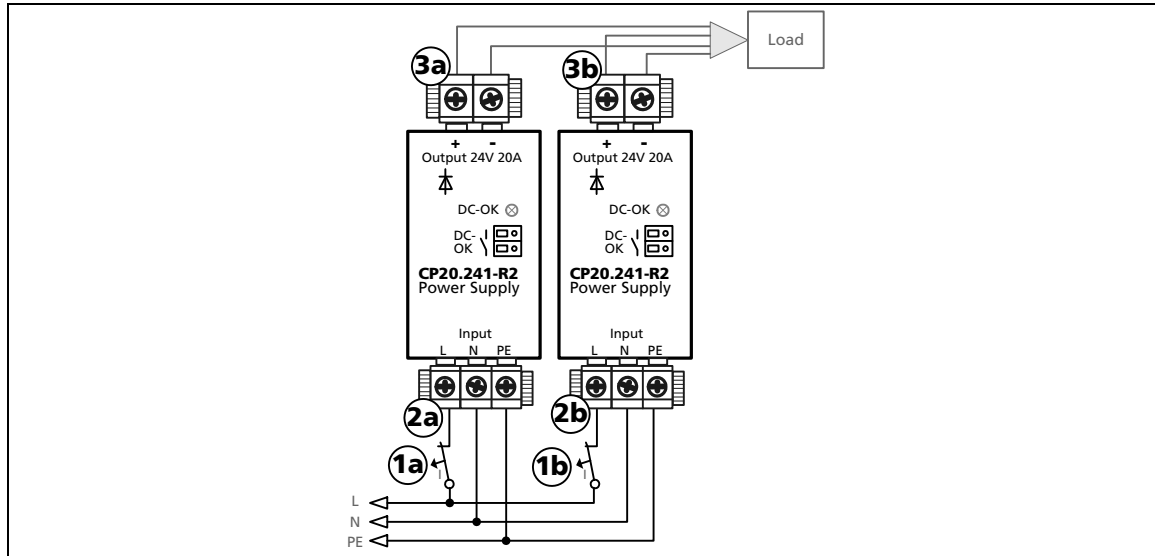 Load
3a
3b
+ -
Output 24V 20A
DC-OK
DC-
OK
CP20.241-R2
Power Supply
Input
L N PE
+ -
Output 24V 20A
DC-OK
DC-
OK
CP20.241-R2
Power Supply
Input
L N PE
2a
2b
1a
I
1b
I
L
N
PE